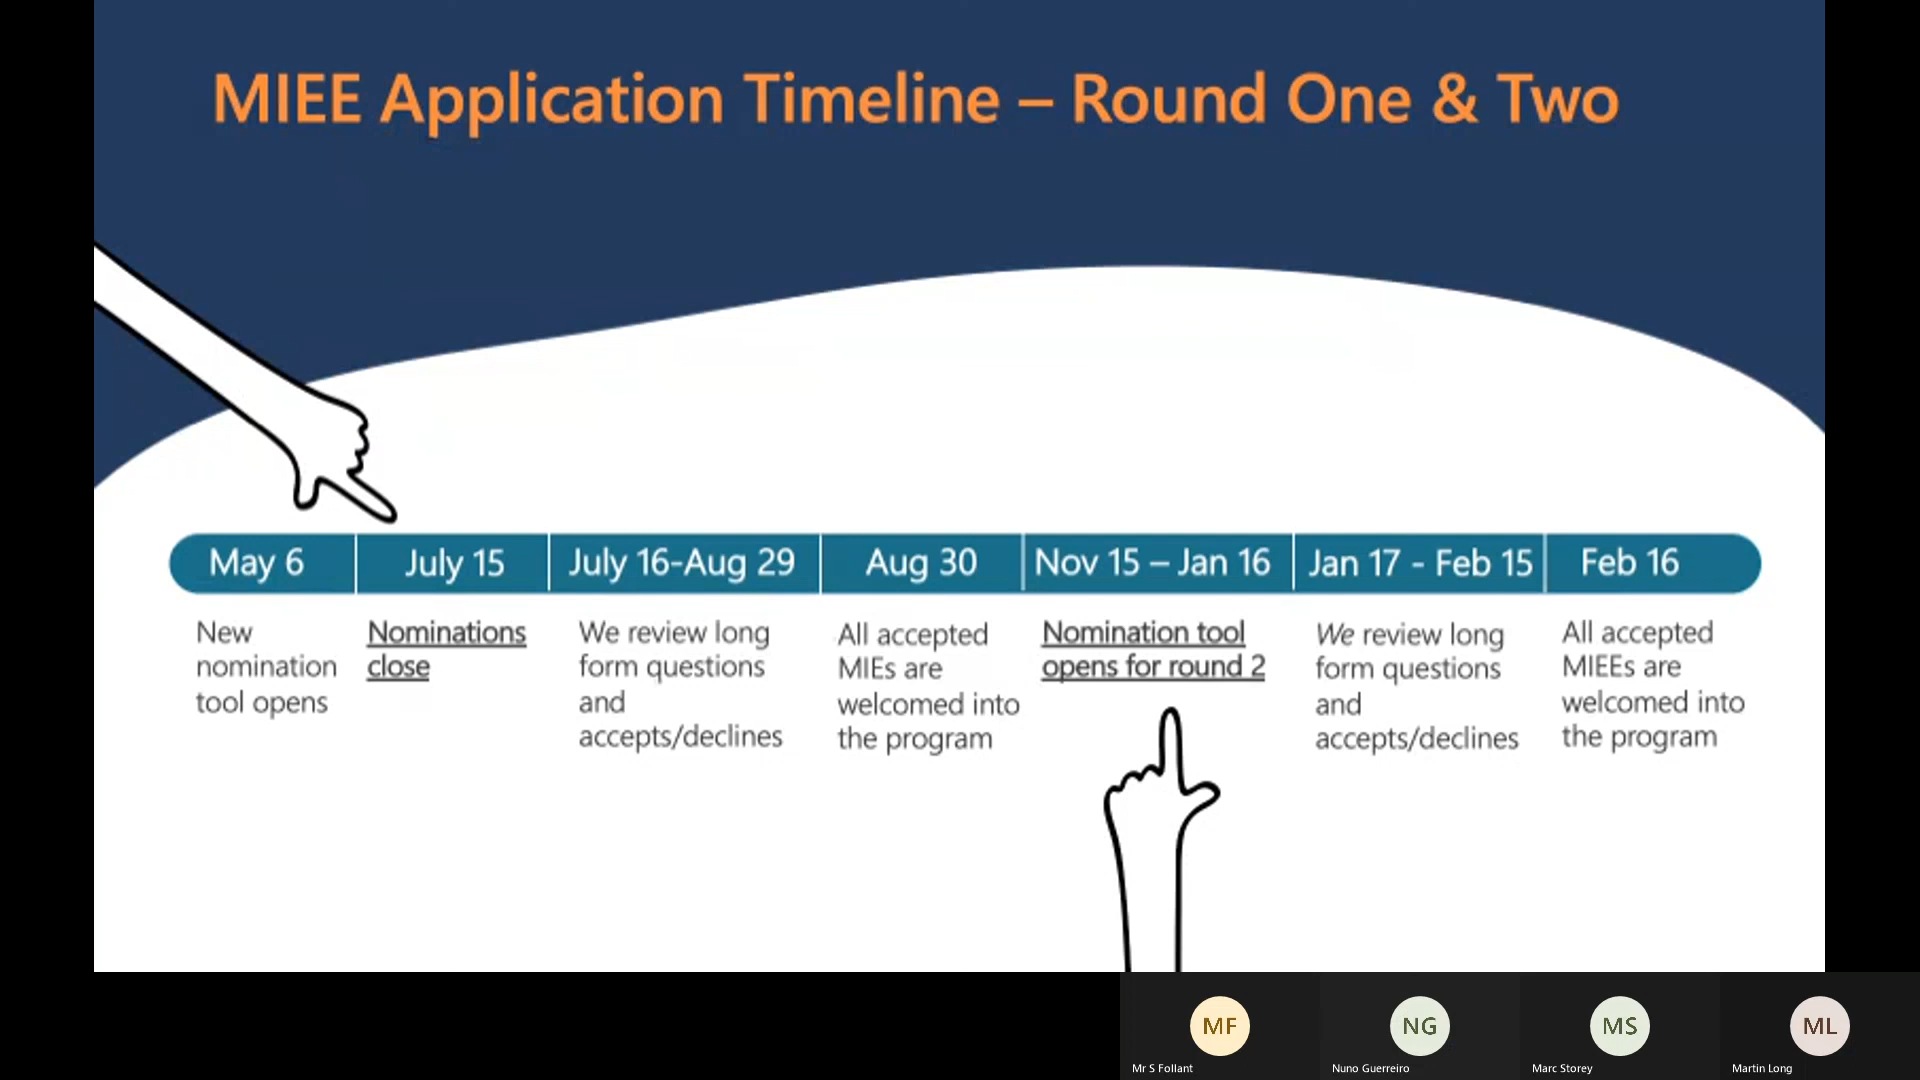 MIEE Application Timeline – Round One & Two
May 6
July 15
July 16-Aug 29
Aug 30
Nov 15 – Jan 16
Jan 17 - Feb 15
Feb 16
New
nomination
tool opens
Nominations
close
We review long
form questions
and
accepts/declines
All accepted
MIEs are
welcomed into
the program
Nomination tool
opens for round 2
We review long
form questions
and
accepts/declines
All accepted
MIEEs are
welcomed into
the program
MF
Mr S Follant
NG
Nuno Guerreiro
MS
Marc Storey
ML
Martin Long